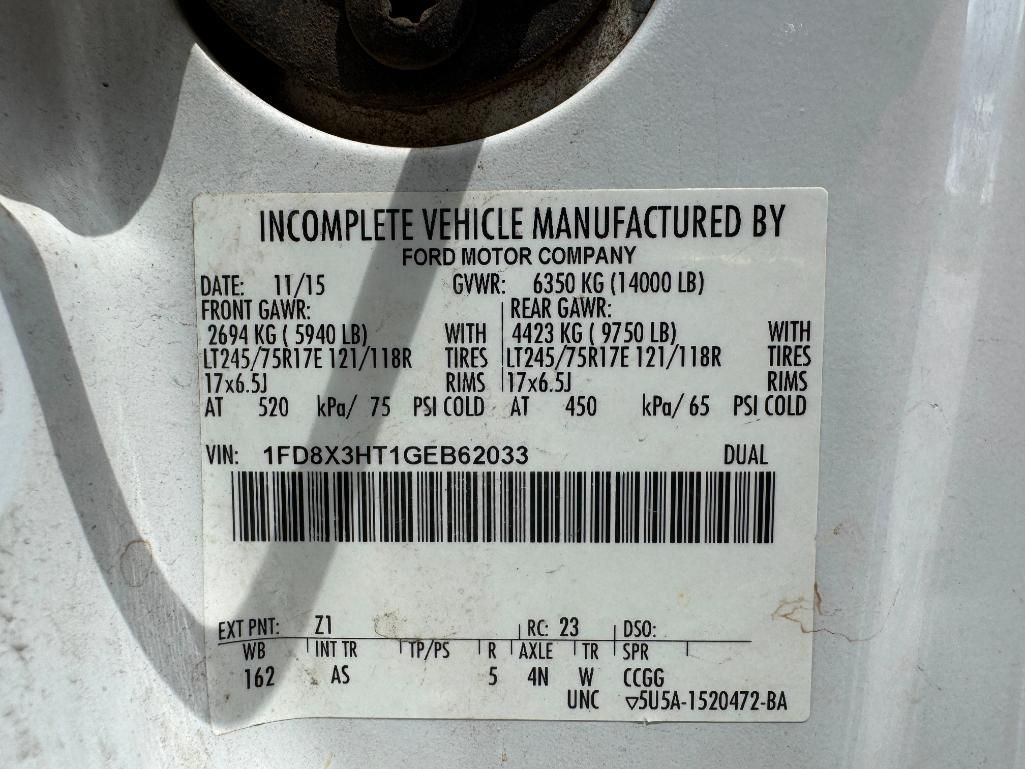 INCOMPLETE VEHICLE MANUFACTURED BY
FORD MOTOR COMPANY
DATE: 11/15 GVWR: 6350 KG (14000 LB)
FRONT GAWR: REAR GAWR:
2694 KG ( 5940 LB) WITH 4423 KG ( 9750 LB) WITH
LT245/75R17E 121/118R TIRES LT245/75R17E 121/118R TIRES
17x6.5J RIMS 17x6.5J RIMS
AT 520 kPa/ 75 PSI COLD AT 450 kPa/ 65 PSI COLD
VIN: 1FD8X3HT1GEB62033 DUAL
EXT PNT: Z1 RC: 23 DSO:
WB INT TR TP/PS R AXLE TR SPR
162 AS 5 4N W CCGG
UNC ▽5U5A-1520472-BA